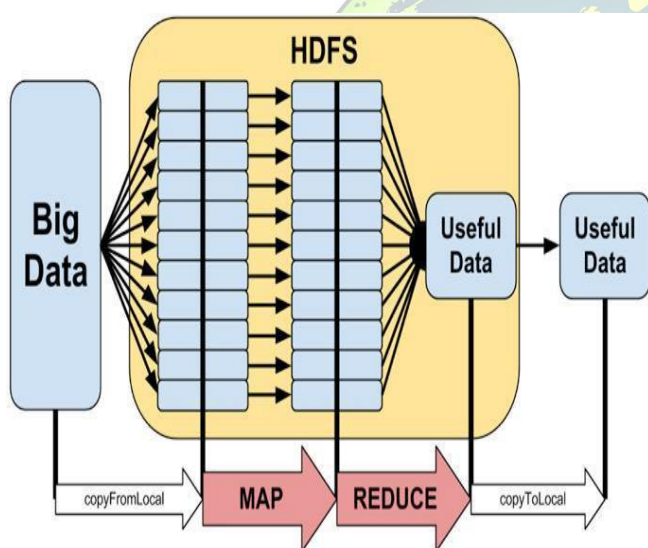 HDFS
Big
Data
Useful
Data
Useful
Data
copyFromLocal
MAP
REDUCE
copyToLocal